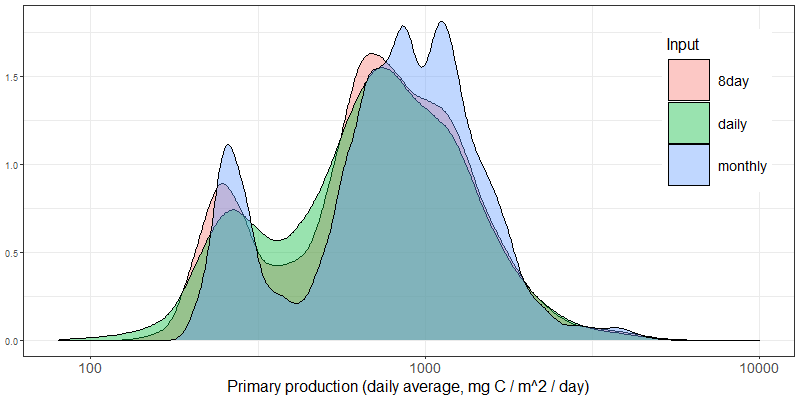 Input
8day
daily
monthly
1.5
1.0
0.5
0.0
100
1000
10000
Primary production (daily average, mg C / m^2 / day)